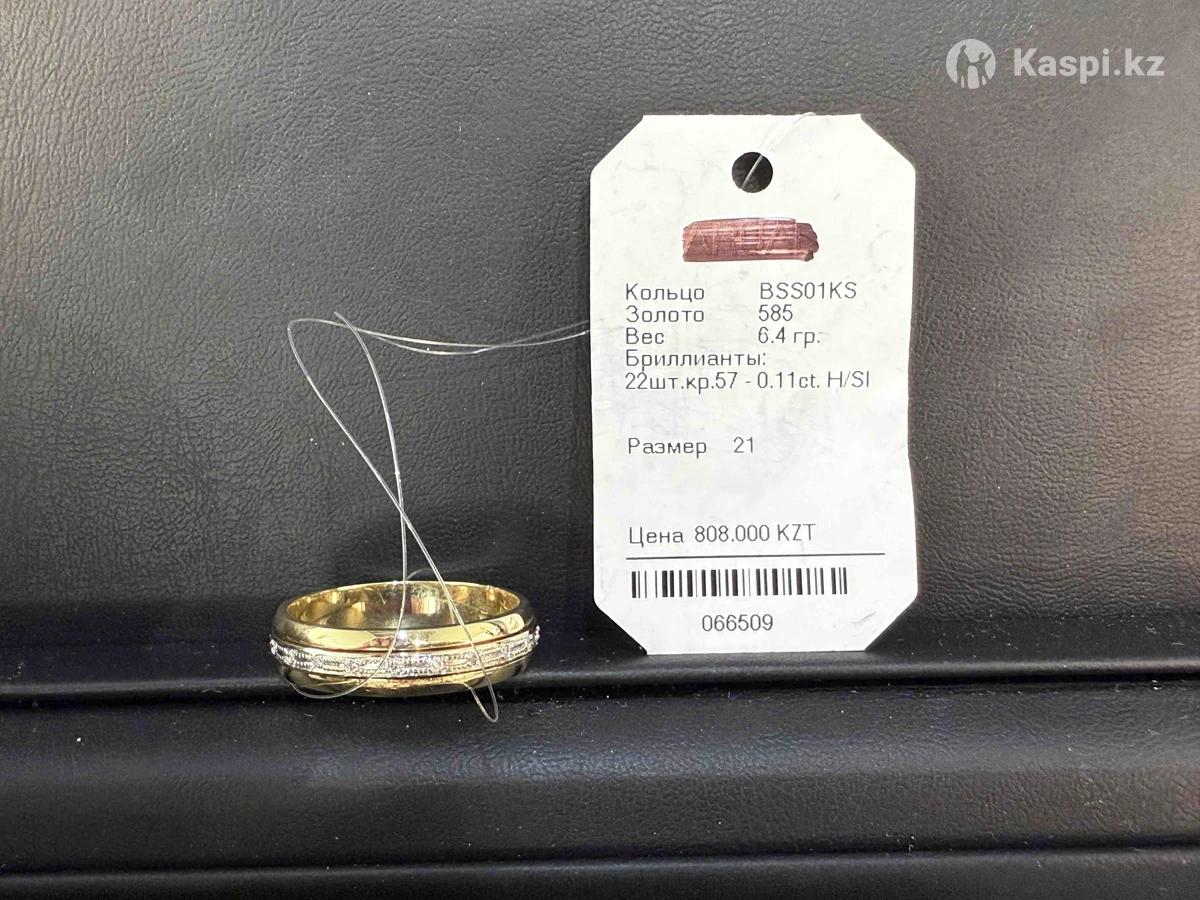 Kaspi.kz
Кольцо BSS01KS
Золото 585
Вес 6.4 гр.
Бриллианты:
22шт.кр.57 - 0.11ct. H/SI
Размер 21
Цена 808.000 KZT
066509